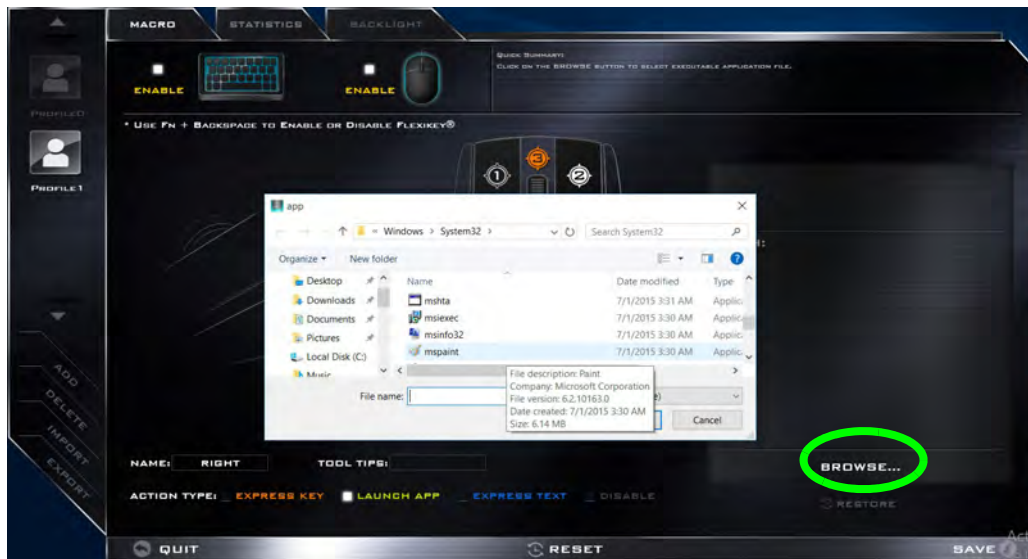 MACRO STATISTICS BACKLIGHT
QUICK SUMMARY:
CLICK ON THE BROWSE BUTTON TO SELECT EXECUTABLE APPLICATION FILE.
ENABLE ENABLE
PROFILE0
* USE FN + BACKSPACE TO ENABLE OR DISABLE FLEXIKEY®
1 3 2
PROFILE1
app
« Windows > System32 > Search System32
Organize New folder
Name Date modified Type
Desktop
Downloads mshta 7/1/2015 3:31 AM Applic
Documents msiexec 7/1/2015 3:30 AM Applic
Pictures msinfo32 7/1/2015 3:30 AM Applic
Local Disk (C:) mspaint 7/1/2015 3:30 AM Applic
Music
File description: Paint
Company: Microsoft Corporation
File name:
File version: 6.2.10163.0
Date created: 7/1/2015 3:30 AM
Size: 6.14 MB
Cancel
ADD
DELETE
IMPORT
EXPORT
NAME: RIGHT TOOL TIPS: BROWSE...
ACTION TYPE: EXPRESS KEY LAUNCH APP EXPRESS TEXT DISABLE
RESTORE
QUIT RESET SAVE